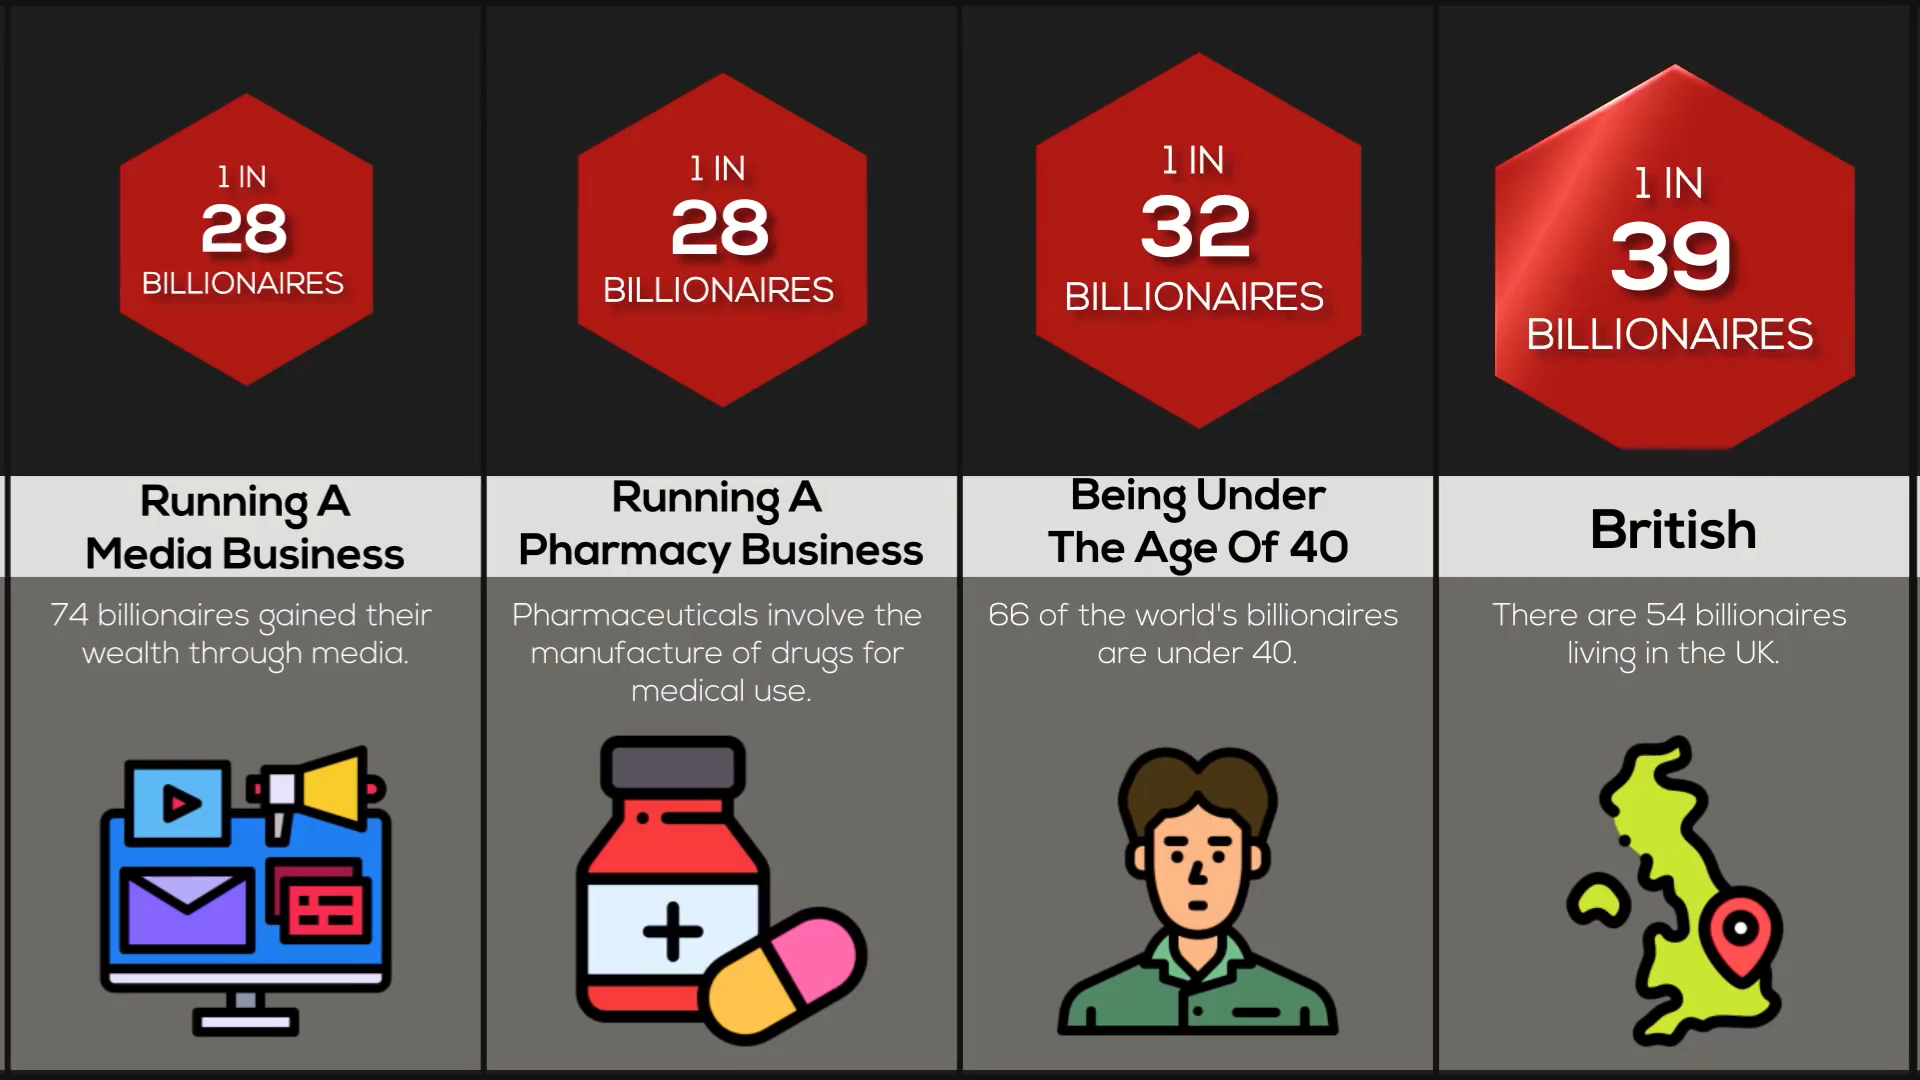 1 IN
28
BILLIONAIRES
Running A
Media Business
74 billionaires gained their
wealth through media.
1 IN
28
BILLIONAIRES
Running A
Pharmacy Business
Pharmaceuticals involve the
manufacture of drugs for
medical use.
1 IN
32
BILLIONAIRES
Being Under
The Age Of 40
66 of the world's billionaires
are under 40.
1 IN
39
BILLIONAIRES
British
There are 54 billionaires
living in the UK.